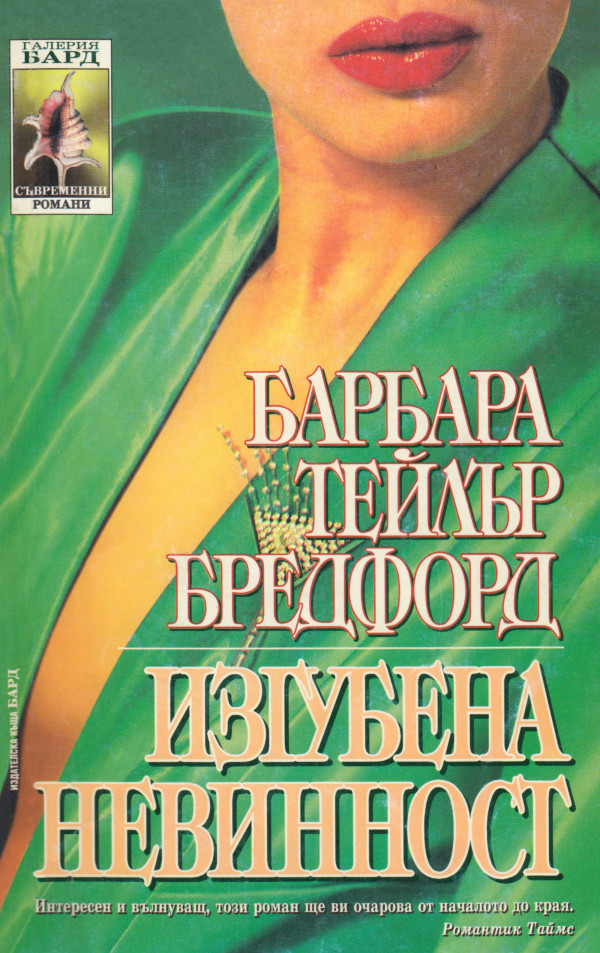 ГАЛЕРИЯ
БАРД
СЪВРЕМЕННИ
РОМАНИ
БАРБАРА
ТЕЙЛЪР
БРЕДФОРД
ИЗДАТЕЛСКА КЪЩА БАРД
ИЗГУБЕНА
НЕВИННОСТ
Интересен и вълнуващ, този роман ще ви очарова от началото до края.
Романтик Таймс